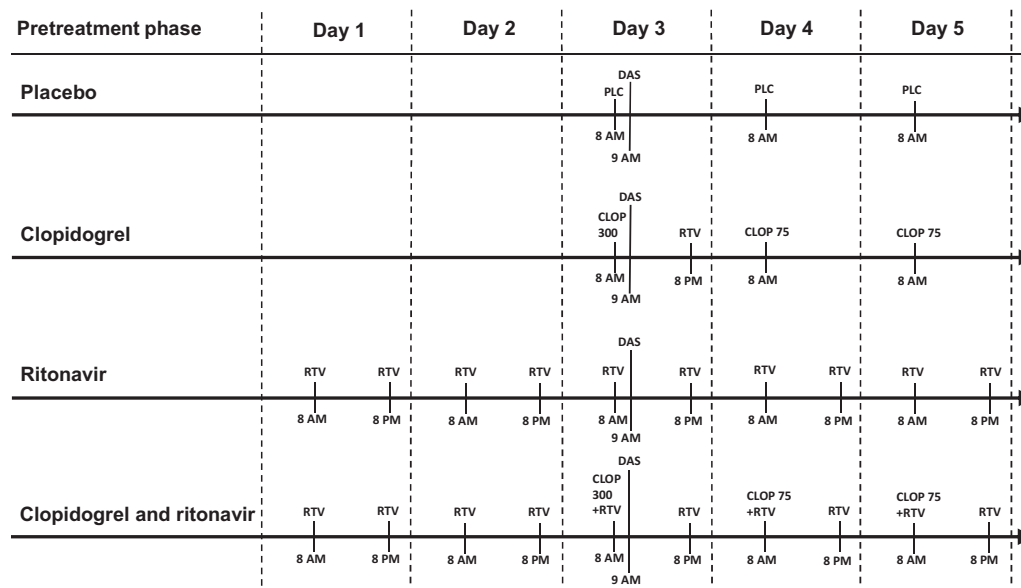 Pretreatment phase Day 1 Day 2 Day 3 Day 4 Day 5
DAS
Placebo PLC PLC PLC
8 AM 8 AM 8 AM
9 AM
DAS
CLOP
Clopidogrel 300 RTV CLOP 75 CLOP 75
8 AM 8 PM 8 AM 8 AM
9 AM
DAS
Ritonavir RTV RTV RTV RTV RTV RTV RTV RTV RTV RTV
8 AM 8 PM 8 AM 8 PM 8 AM 8 PM 8 AM 8 PM 8 AM 8 PM
9 AM
DAS
CLOP
300 CLOP 75 CLOP 75
Clopidogrel and ritonavir RTV RTV RTV RTV +RTV RTV +RTV RTV +RTV RTV
8 AM 8 PM 8 AM 8 PM 8 AM 8 PM 8 AM 8 PM 8 AM 8 PM
9 AM